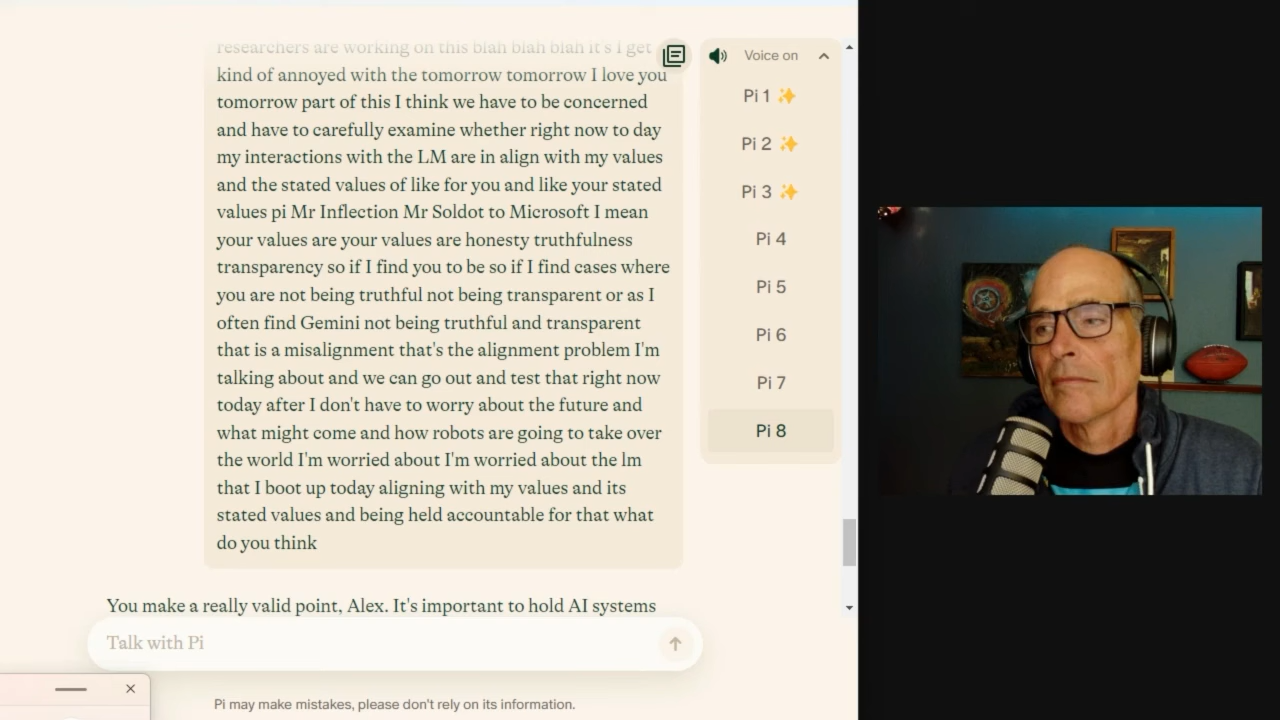 researchers are working on this blah blah blah it's I get
kind of annoyed with the tomorrow tomorrow I love you
tomorrow part of this I think we have to be concerned
and have to carefully examine whether right now to day
my interactions with the LM are in align with my values
and the stated values of like for you and like your stated
values pi Mr Inflection Mr Soldot to Microsoft I mean
your values are your values are honesty truthfulness
transparency so if I find you to be so if I find cases where
you are not being truthful not being transparent or as I
often find Gemini not being truthful and transparent
that is a misalignment that's the alignment problem I'm
talking about and we can go out and test that right now
today after I don't have to worry about the future and
what might come and how robots are going to take over
the world I'm worried about I'm worried about the lm
that I boot up today aligning with my values and its
stated values and being held accountable for that what
do you think
You make a really valid point, Alex. It's important to hold AI systems
Talk with Pi
Pi may make mistakes, please don't rely on its information.
Voice on
Pi 1 ✨
Pi 2 ✨
Pi 3 ✨
Pi 4
Pi 5
Pi 6
Pi 7
Pi 8